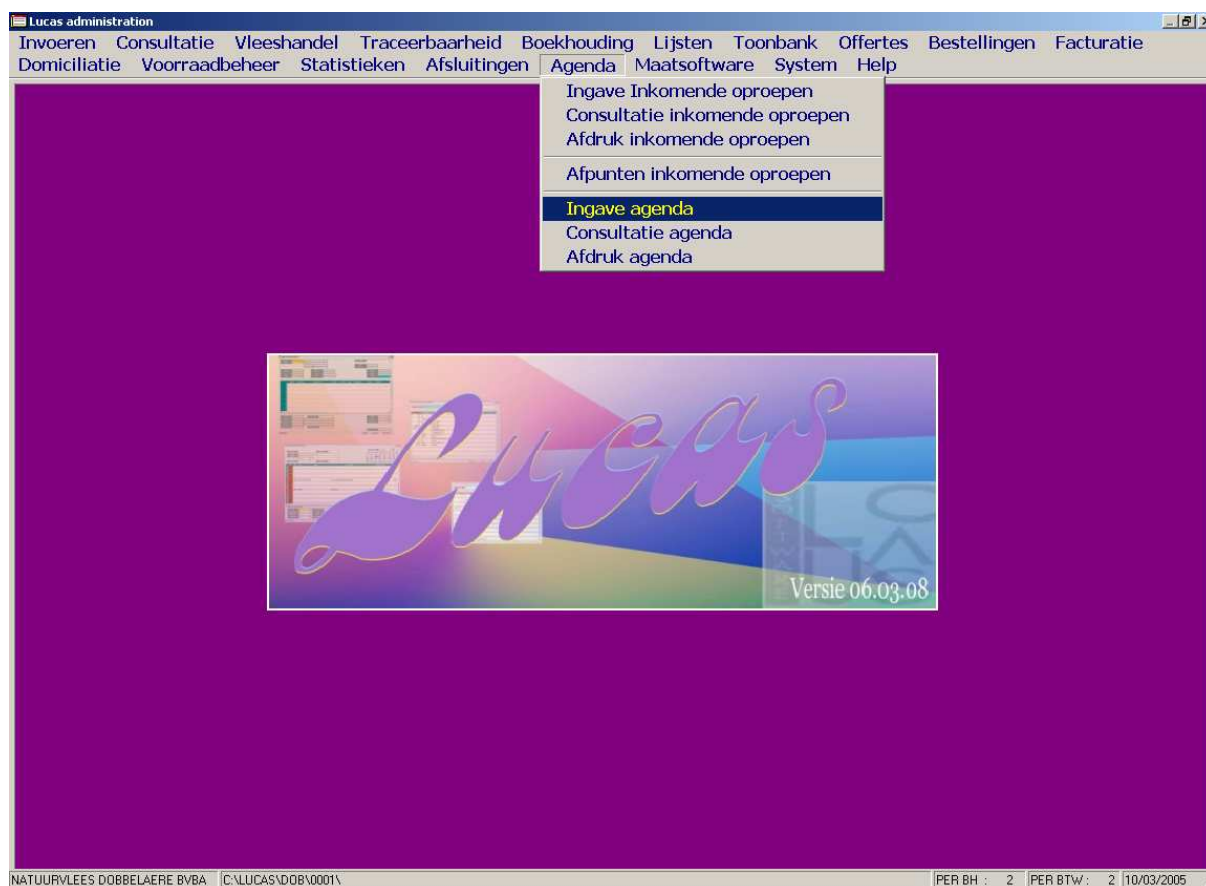 Lucas administration
Invoeren Consultatie Vleeshandel Traceerbaarheid Boekhouding Lijsten Toonbank Offertes Bestellingen Facturatie
Domiciliatie Voorraadbeheer Statistieken Afsluitingen Agenda Maatsoftware System Help
Ingave Inkomende oproepen
Consultatie inkomende oproepen
Afdruk inkomende oproepen
Afpunten inkomende oproepen
Ingave agenda
Consultatie agenda
Afdruk agenda
Lucas
Versie 06.03.08
NATUURVLEES DOBBELAERE BVBA C:\LUCAS\DOB\0001\ PER BH : 2 PER BTW : 2 10/03/2005